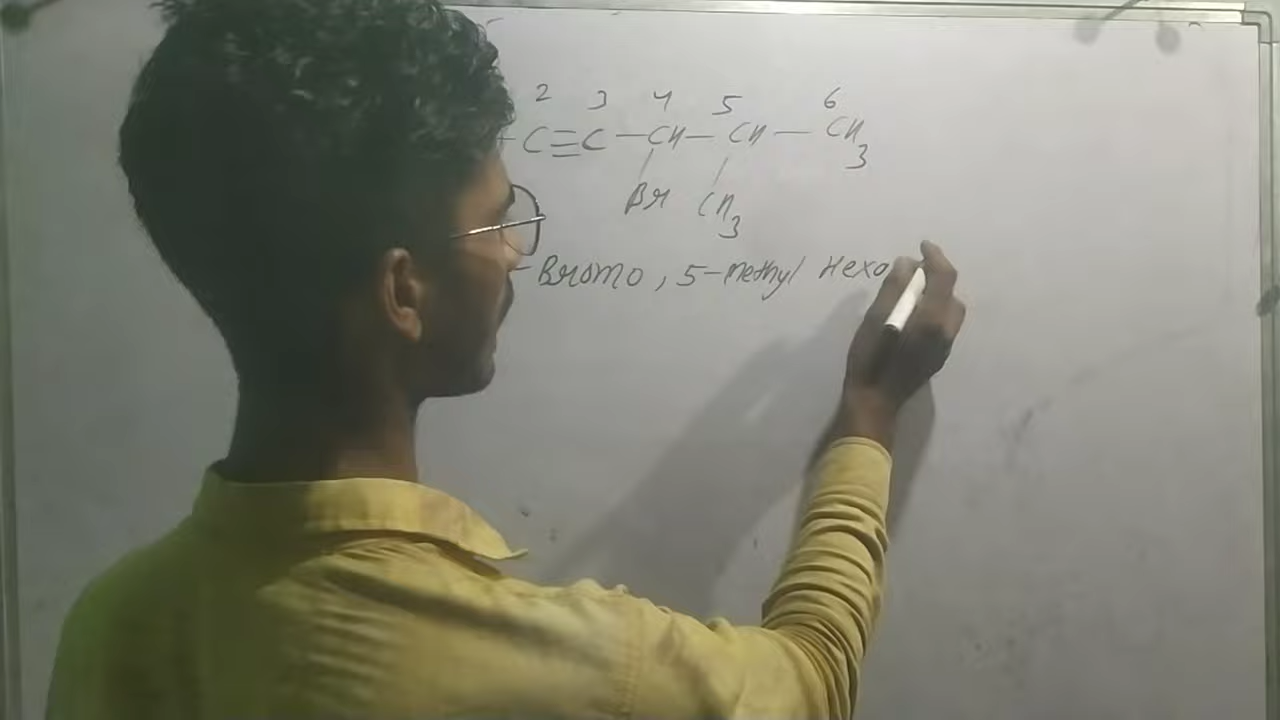 2 3 4 5 6
- C ≡ C - CH - CH - CH3
Br CH3
- Bromo, 5-methyl Hexa